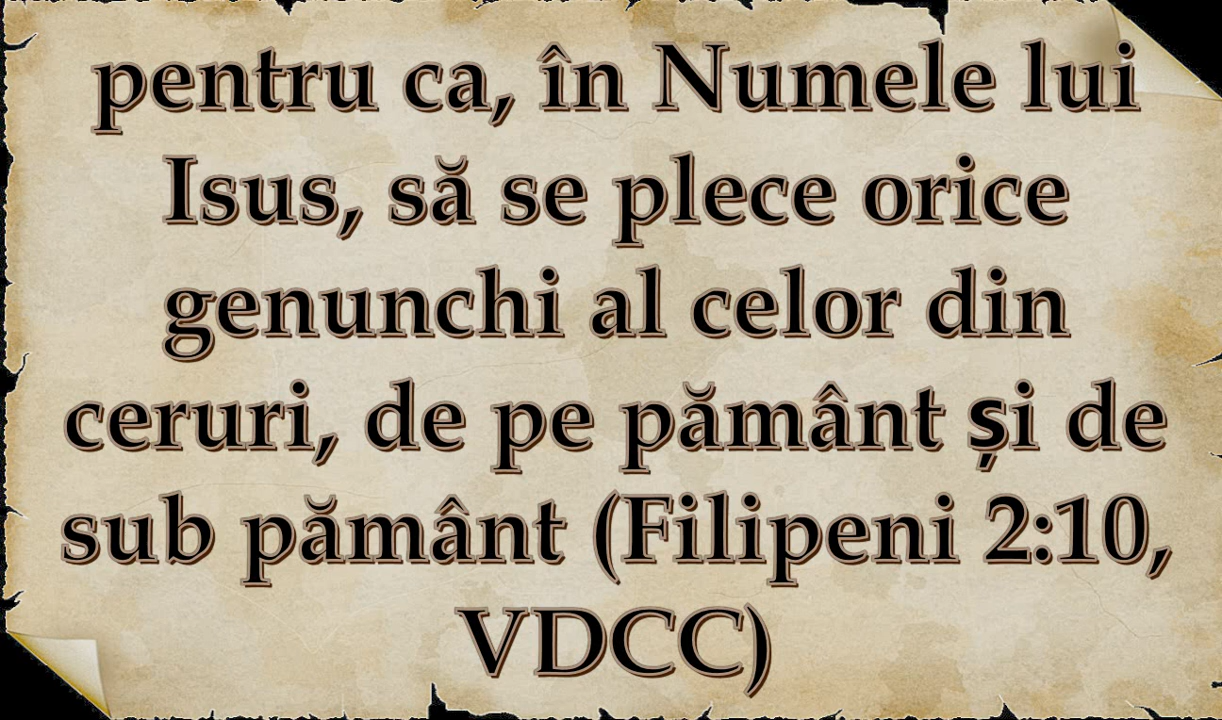 pentru ca, în Numele lui
Isus, să se plece orice
genunchi al celor din
ceruri, de pe pământ și de
sub pământ (Filipeni 2:10,
VDCC)